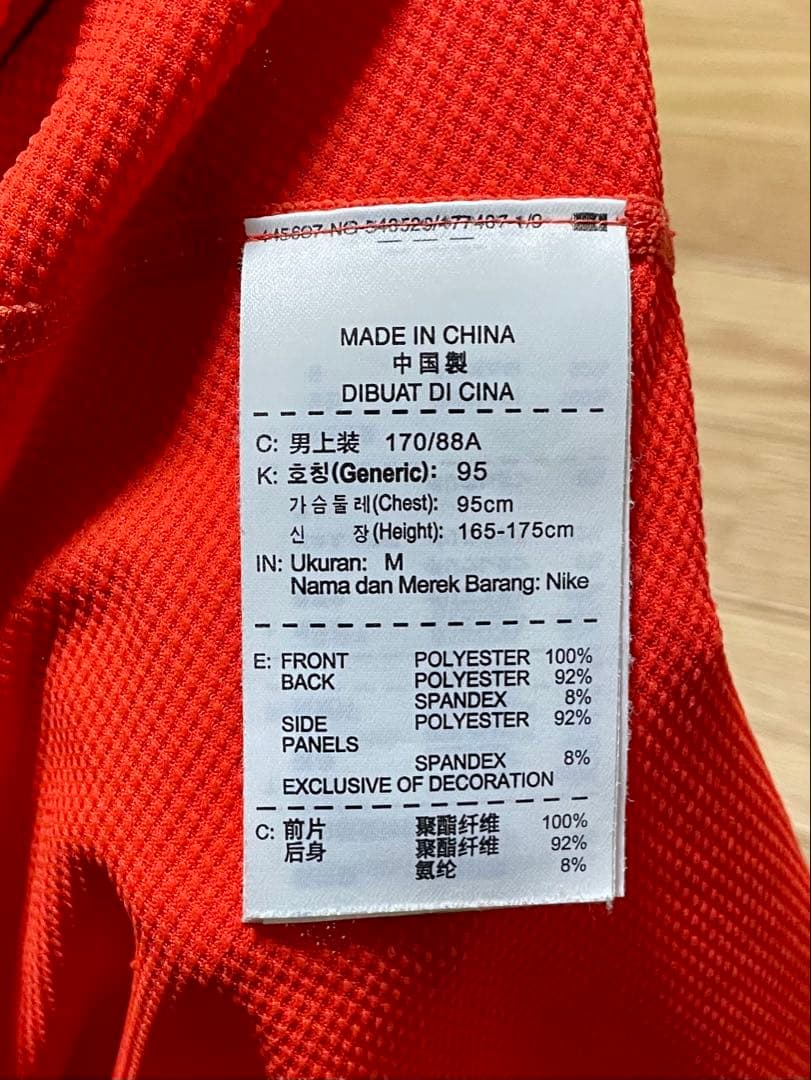 MADE IN CHINA
中国製
DIBUAT DI CINA
C: 男上装 170/88A
K: 호칭(Generic): 95
가슴둘레(Chest): 95cm
신 장(Height): 165-175cm
IN: Ukuran: M
Nama dan Merek Barang: Nike
E: FRONT POLYESTER 100%
BACK POLYESTER 92%
SPANDEX 8%
SIDE POLYESTER 92%
PANELS
SPANDEX 8%
EXCLUSIVE OF DECORATION
C: 前片 聚酯纤维 100%
后身 聚酯纤维 92%
氨纶 8%